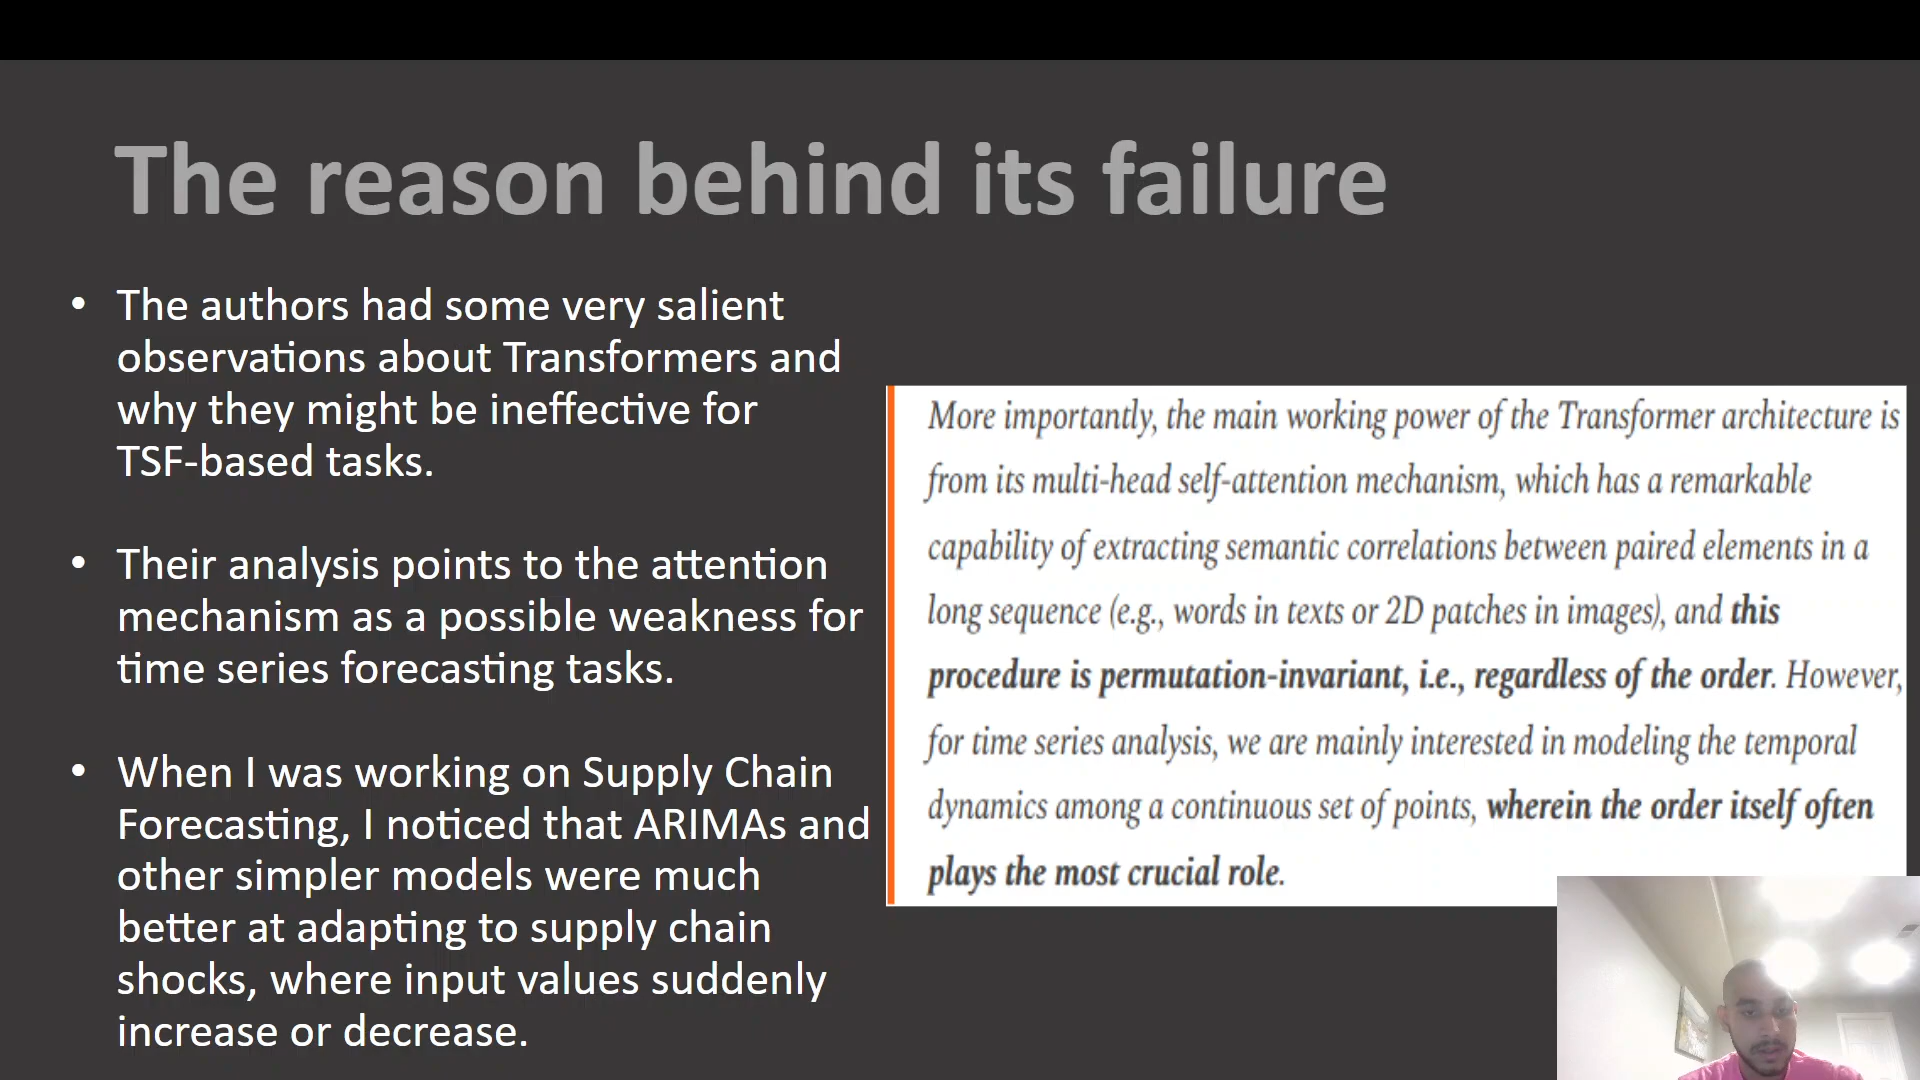 The reason behind its failure
• The authors had some very salient
observations about Transformers and
why they might be ineffective for
TSF-based tasks.
• Their analysis points to the attention
mechanism as a possible weakness for
time series forecasting tasks.
• When I was working on Supply Chain
Forecasting, I noticed that ARIMAs and
other simpler models were much
better at adapting to supply chain
shocks, where input values suddenly
increase or decrease.
More importantly, the main working power of the Transformer architecture is
from its multi-head self-attention mechanism, which has a remarkable
capability of extracting semantic correlations between paired elements in a
long sequence (e.g., words in texts or 2D patches in images), and this
procedure is permutation-invariant, i.e., regardless of the order. However,
for time series analysis, we are mainly interested in modeling the temporal
dynamics among a continuous set of points, wherein the order itself often
plays the most crucial role.